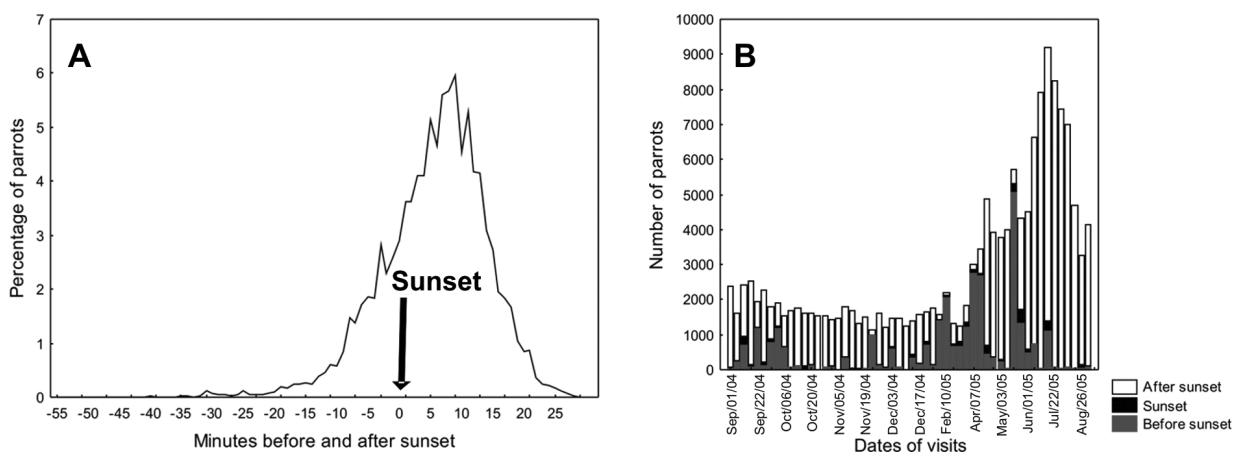 7
6
5
4
3
2
1
0
Percentage of parrots
A
Sunset
-55 -50 -45 -40 -35 -30 -25 -20 -15 -10 -5 0 5 10 15 20 25
Minutes before and after sunset
10000
9000
8000
7000
6000
5000
4000
3000
2000
1000
0
Number of parrots
B
Sep/01/04
Sep/22/04
Oct/06/04
Oct/20/04
Nov/05/04
Nov/19/04
Dec/03/04
Dec/17/04
Feb/10/05
Apr/07/05
May/03/05
Jun/01/05
Jul/22/05
Aug/26/05
Dates of visits
After sunset
Sunset
Before sunset